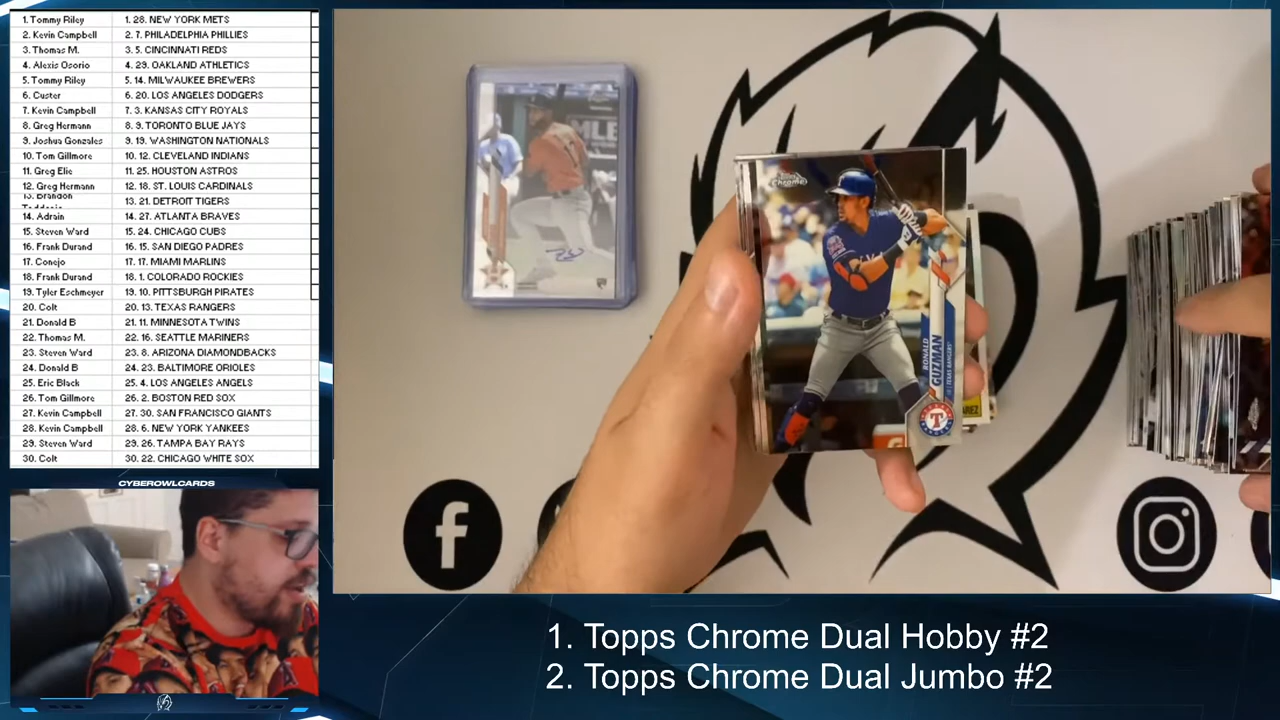 1. Tommy Riley 1. 28. NEW YORK METS
2. Kevin Campbell 2. 7. PHILADELPHIA PHILLIES
3. Thomas M. 3. 5. CINCINNATI REDS
4. Alexis Osorio 4. 29. OAKLAND ATHLETICS
5. Tommy Riley 5. 14. MILWAUKEE BREWERS
6. Custer 6. 20. LOS ANGELES DODGERS
7. Kevin Campbell 7. 3. KANSAS CITY ROYALS
8. Greg Hermann 8. 9. TORONTO BLUE JAYS
9. Joshua Gonzales 9. 19. WASHINGTON NATIONALS
10. Tom Gillmore 10. 12. CLEVELAND INDIANS
11. Greg Elie 11. 25. HOUSTON ASTROS
12. Greg Hermann 12. 18. ST. LOUIS CARDINALS
13. Brandon 13. 21. DETROIT TIGERS
14. Adrain 14. 27. ATLANTA BRAVES
15. Steven Ward 15. 24. CHICAGO CUBS
16. Frank Durand 16. 15. SAN DIEGO PADRES
17. Conejo 17. 17. MIAMI MARLINS
18. Frank Durand 18. 1. COLORADO ROCKIES
19. Tyler Eschmeyer 19. 10. PITTSBURGH PIRATES
20. Colt 20. 13. TEXAS RANGERS
21. Donald B 21. 11. MINNESOTA TWINS
22. Thomas M. 22. 16. SEATTLE MARINERS
23. Steven Ward 23. 8. ARIZONA DIAMONDBACKS
24. Donald B 24. 23. BALTIMORE ORIOLES
25. Eric Black 25. 4. LOS ANGELES ANGELS
26. Tom Gillmore 26. 2. BOSTON RED SOX
27. Kevin Campbell 27. 30. SAN FRANCISCO GIANTS
28. Kevin Campbell 28. 6. NEW YORK YANKEES
29. Steven Ward 29. 26. TAMPA BAY RAYS
30. Colt 30. 22. CHICAGO WHITE SOX
CYBEROWLCARDS
MLB
Topps
Chrome
RONALD
GUZMAN
TEXAS RANGERS
T
f
1. Topps Chrome Dual Hobby #2
2. Topps Chrome Dual Jumbo #2